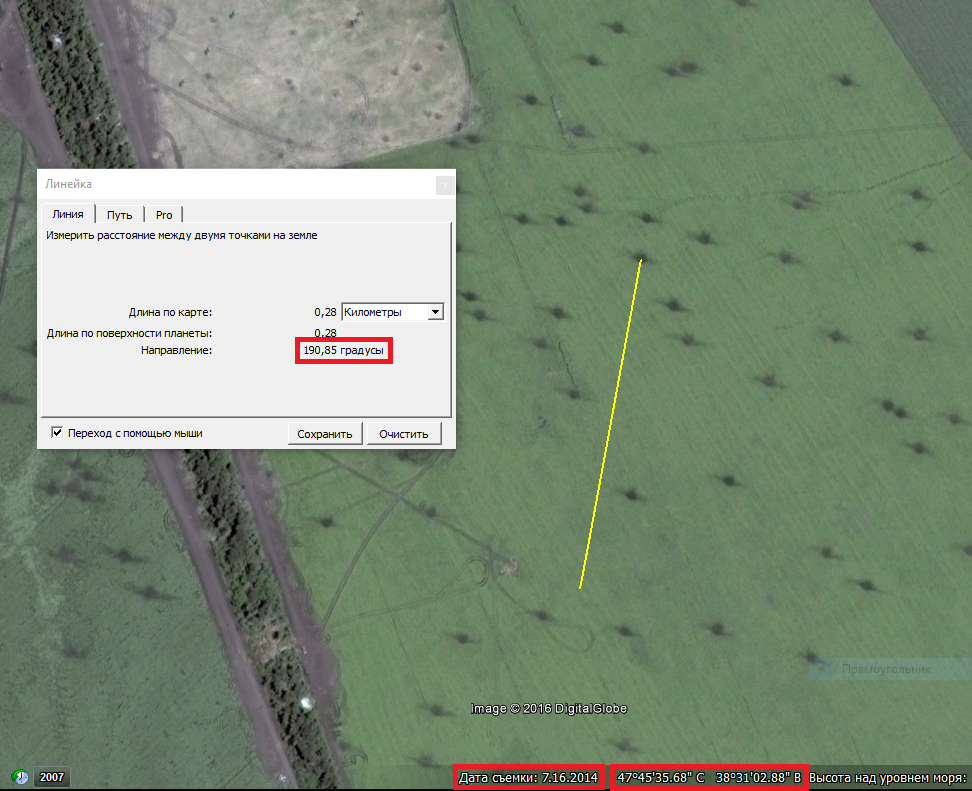 Линейка
Линия
Путь
Pro
Измерить расстояние между двумя точками на земле
Длина по карте: 0,28 Километры
Длина по поверхности планеты: 0,28
Направление: 190,85 градусы
Переход с помощью мыши
Сохранить
Очистить
Прямоугольник
Image © 2016 DigitalGlobe
2007
Дата съемки: 7.16.2014 47°45'35.68" С 38°31'02.88" В Высота над уровнем моря: